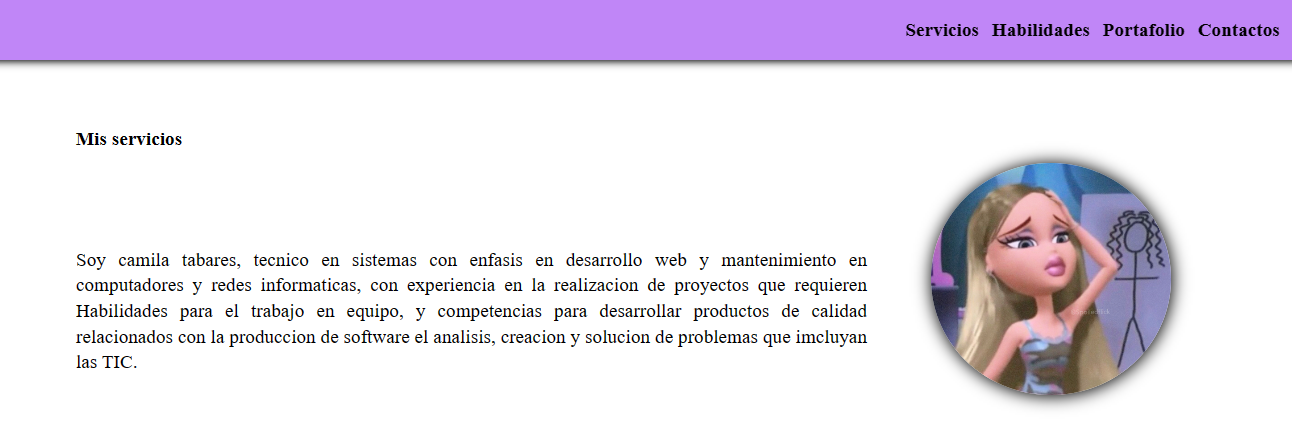 Servicios Habilidades Portafolio Contactos
Mis servicios
Soy camila tabares, tecnico en sistemas con enfasis en desarrollo web y mantenimiento en
computadores y redes informaticas, con experiencia en la realizacion de proyectos que requieren
Habilidades para el trabajo en equipo, y competencias para desarrollar productos de calidad
relacionados con la produccion de software el analisis, creacion y solucion de problemas que imcluyan
las TIC.